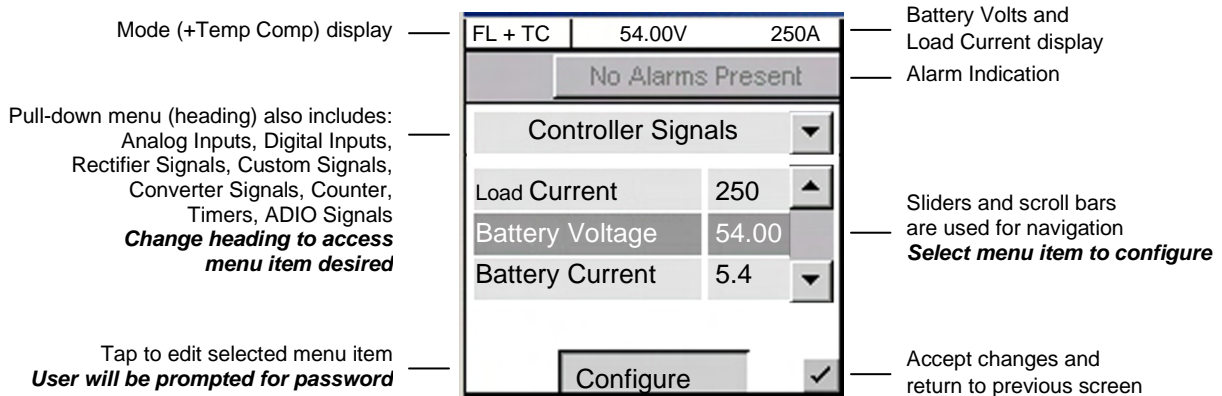 Mode (+Temp Comp) display
FL + TC 54.00V 250A
Battery Volts and
Load Current display
No Alarms Present
Alarm Indication
Pull-down menu (heading) also includes:
Analog Inputs, Digital Inputs,
Rectifier Signals, Custom Signals,
Converter Signals, Counter,
Timers, ADIO Signals
Change heading to access
menu item desired
Controller Signals
Load Current 250
Battery Voltage 54.00
Battery Current 5.4
Sliders and scroll bars
are used for navigation
Select menu item to configure
Tap to edit selected menu item
User will be prompted for password
Configure
Accept changes and
return to previous screen